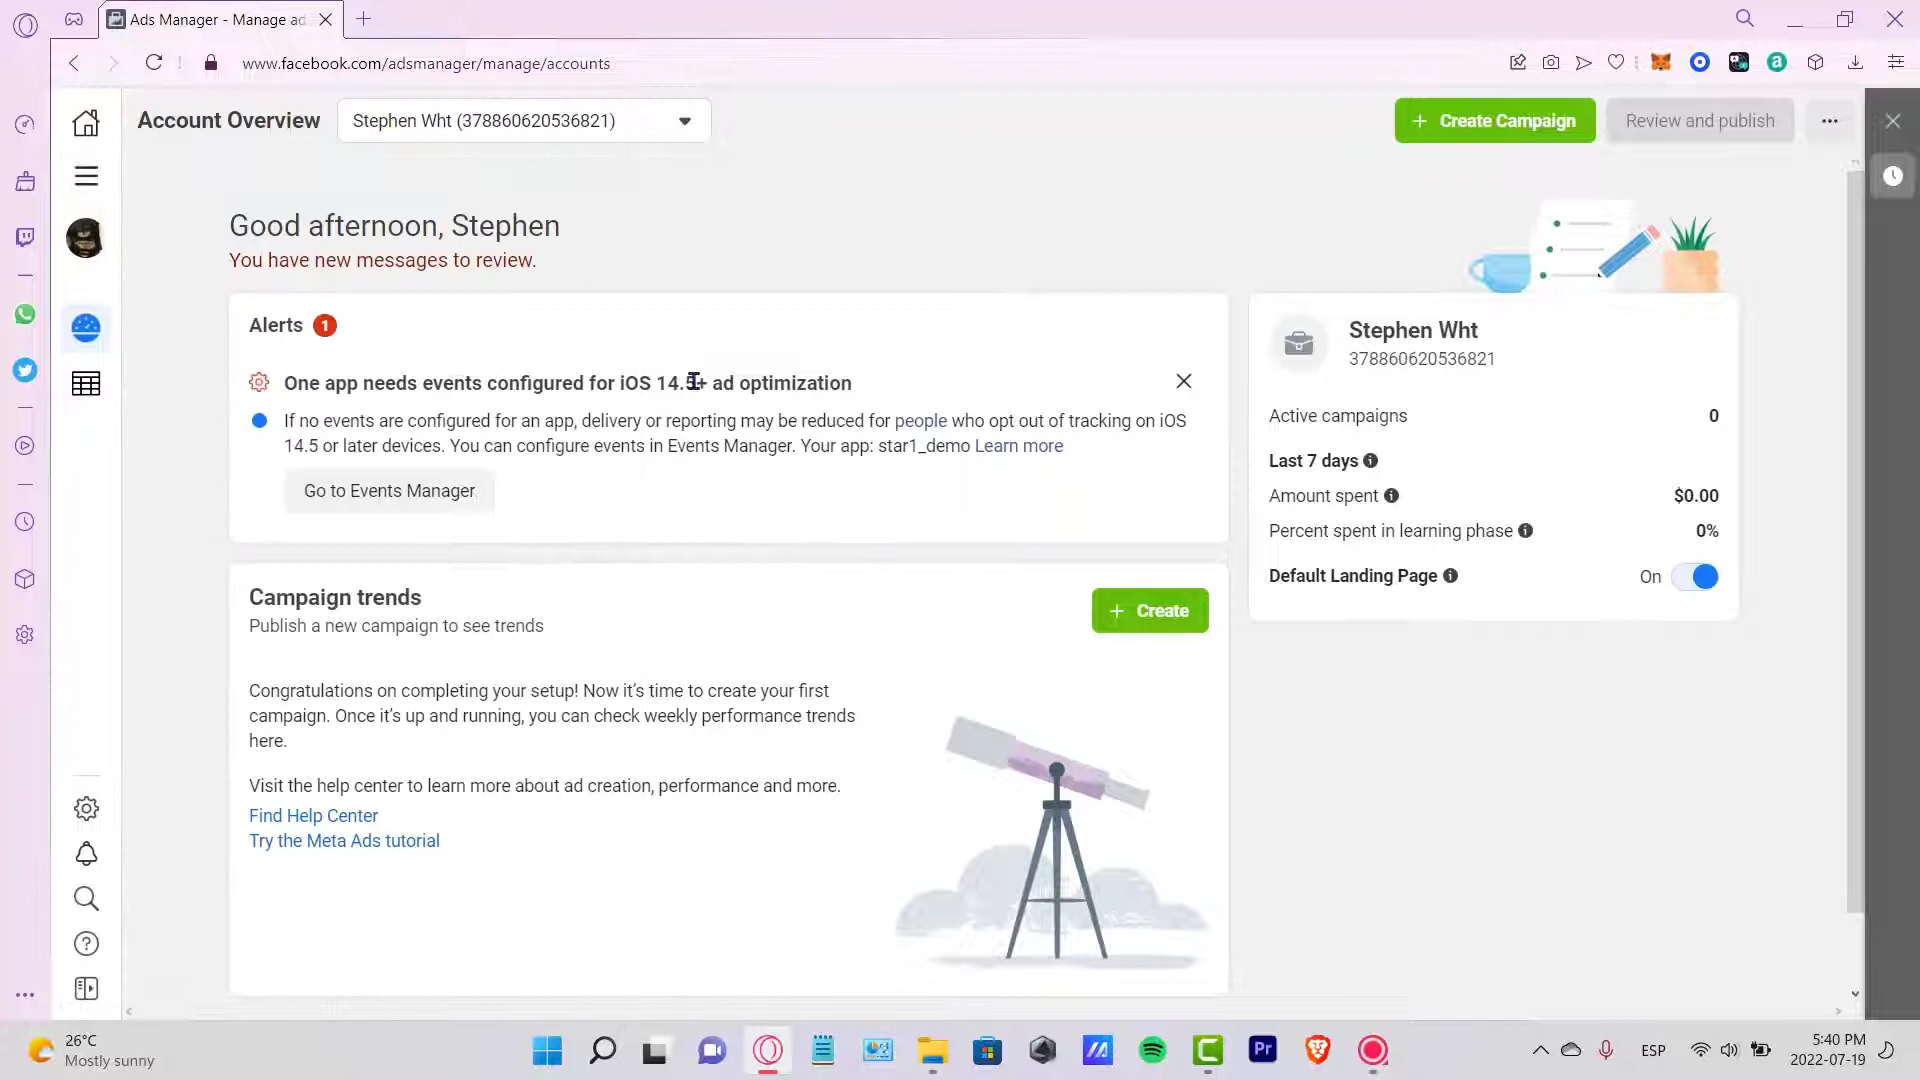 Ads Manager - Manage ad
www.facebook.com/adsmanager/manage/accounts
Account Overview
Stephen Wht (378860620536821)
+ Create Campaign
Review and publish
Good afternoon, Stephen
You have new messages to review.
Alerts 1
One app needs events configured for iOS 14.5+ ad optimization
If no events are configured for an app, delivery or reporting may be reduced for people who opt out of tracking on iOS
14.5 or later devices. You can configure events in Events Manager. Your app: star1_demo Learn more
Go to Events Manager
Stephen Wht
378860620536821
Active campaigns 0
Last 7 days
Amount spent $0.00
Percent spent in learning phase 0%
Default Landing Page On
Campaign trends
Publish a new campaign to see trends
+ Create
Congratulations on completing your setup! Now it's time to create your first
campaign. Once it's up and running, you can check weekly performance trends
here.
Visit the help center to learn more about ad creation, performance and more.
Find Help Center
Try the Meta Ads tutorial
26°C
Mostly sunny
Pr
ESP
5:40 PM
2022-07-19